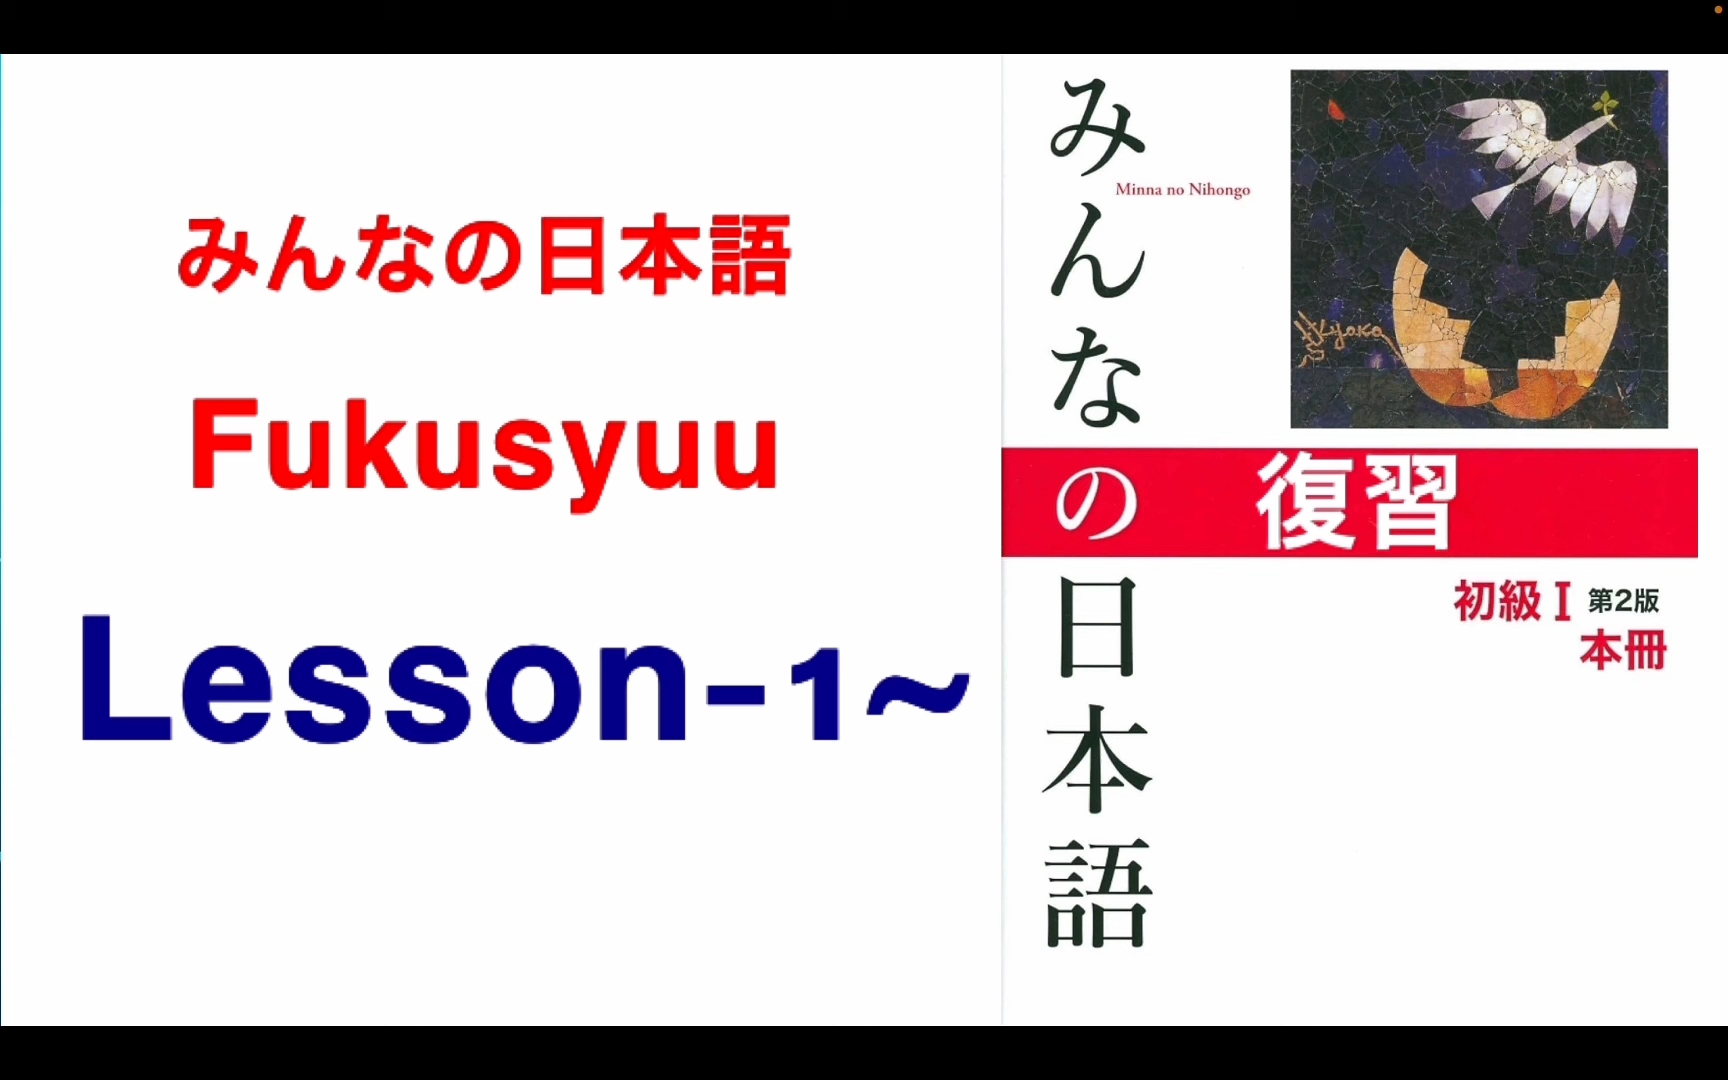 みんなの日本語
Fukusyuu
Lesson-1~
みんなの日本語
Minna no Nihongo
Kyoko
復習
初級 I 第2版
本冊